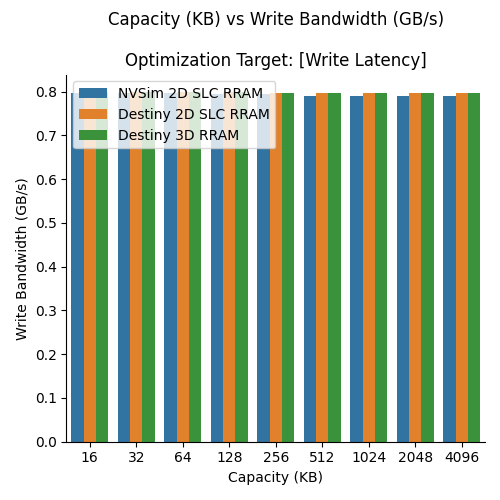 Capacity (KB) vs Write Bandwidth (GB/s)
Optimization Target: [Write Latency]
NVSim 2D SLC RRAM
Destiny 2D SLC RRAM
Destiny 3D RRAM
Write Bandwidth (GB/s)
0.8
0.7
0.6
0.5
0.4
0.3
0.2
0.1
0.0
16 32 64 128 256 512 1024 2048 4096
Capacity (KB)